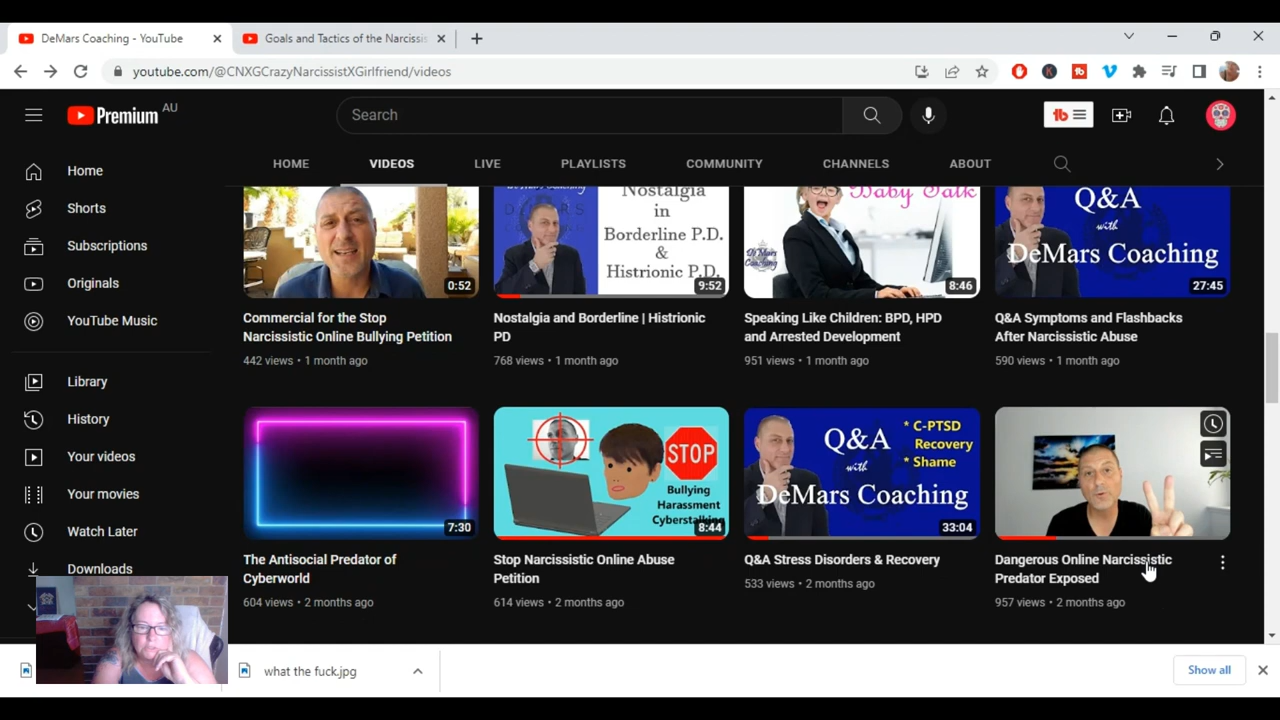 DeMars Coaching - YouTube
Goals and Tactics of the Narcissis
youtube.com/@CNXGCrazyNarcissistXGirlfriend/videos
Premium AU
Search
HOME
VIDEOS
LIVE
PLAYLISTS
COMMUNITY
CHANNELS
ABOUT
Home
Shorts
Subscriptions
Originals
YouTube Music
Library
History
Your videos
Your movies
Watch Later
Downloads
0:52
Commercial for the Stop
Narcissistic Online Bullying Petition
442 views • 1 month ago
Nostalgia
in
Borderline P.D.
&
Histrionic P.D.
9:52
Nostalgia and Borderline | Histrionic
PD
768 views • 1 month ago
Baby Talk
DeMars
Coaching
8:46
Speaking Like Children: BPD, HPD
and Arrested Development
951 views • 1 month ago
Q&A
with
DeMars Coaching
27:45
Q&A Symptoms and Flashbacks
After Narcissistic Abuse
590 views • 1 month ago
7:30
The Antisocial Predator of
Cyberworld
604 views • 2 months ago
STOP
Bullying
Harassment
Cyberstalking
8:44
Stop Narcissistic Online Abuse
Petition
614 views • 2 months ago
Q&A
with
DeMars Coaching
* C-PTSD
Recovery
* Shame
33:04
Q&A Stress Disorders & Recovery
533 views • 2 months ago
Dangerous Online Narcissistic
Predator Exposed
957 views • 2 months ago
what the fuck.jpg
Show all